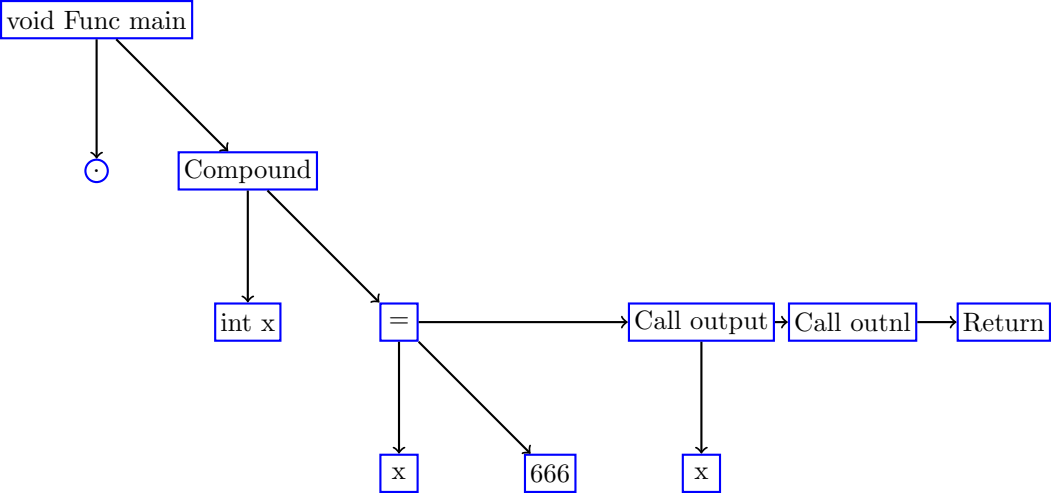 void Func main
·
Compound
int x
=
Call output
Call outnl
Return
x
666
x